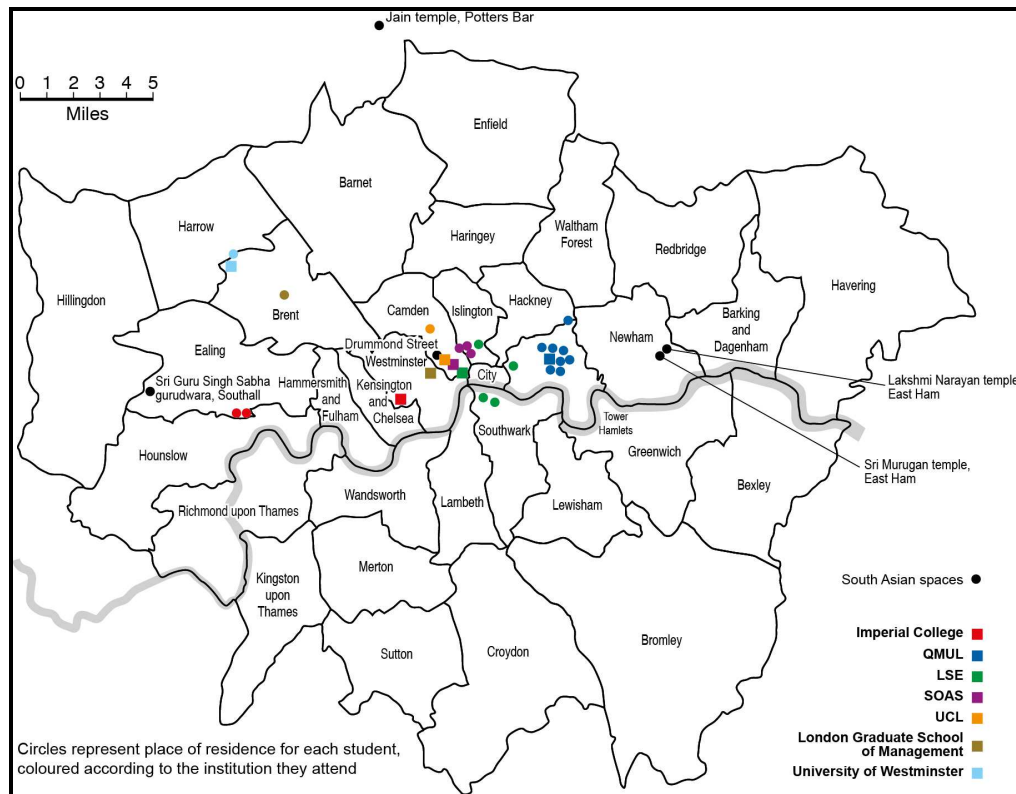 Jain temple, Potters Bar
0 1 2 3 4 5
Miles
Enfield
Barnet
Harrow
Haringey
Waltham
Forest
Redbridge
Havering
Hillingdon
Brent
Camden
Islington
Hackney
Newham
Barking
and
Dagenham
Ealing
Drummond Street
Westminster
City
Sri Guru Singh Sabha
gurudwara, Southall
Hammersmith
and
Fulham
Kensington
and
Chelsea
Lakshmi Narayan temple,
East Ham
Tower
Hamlets
Southwark
Greenwich
Hounslow
Sri Murugan temple,
East Ham
Bexley
Wandsworth
Lambeth
Lewisham
Richmond upon Thames
Merton
Kingston
upon
Thames
South Asian spaces
Bromley
Sutton
Croydon
Imperial College
QMUL
LSE
SOAS
UCL
London Graduate School
of Management
University of Westminster
Circles represent place of residence for each student,
coloured according to the institution they attend